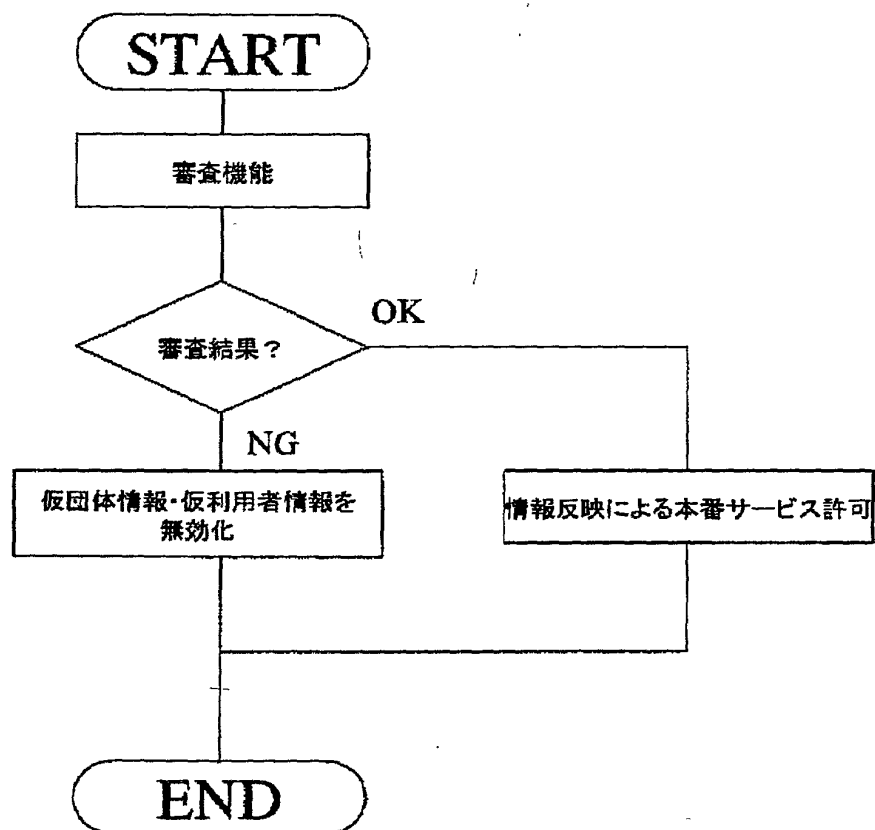 START
審査機能
審査結果?
OK
NG
仮団体情報・仮利用者情報を
無効化
情報反映による本番サービス許可
END